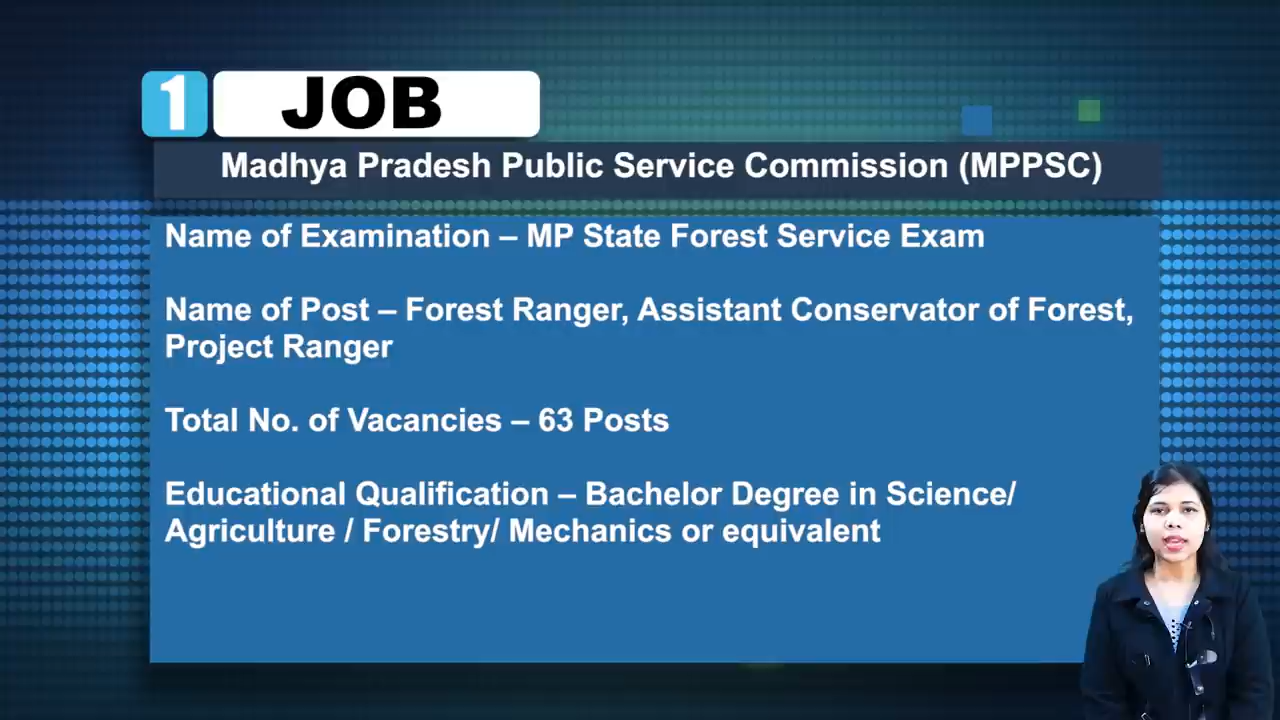 1 JOB
Madhya Pradesh Public Service Commission (MPPSC)
Name of Examination – MP State Forest Service Exam
Name of Post – Forest Ranger, Assistant Conservator of Forest,
Project Ranger
Total No. of Vacancies – 63 Posts
Educational Qualification – Bachelor Degree in Science/
Agriculture / Forestry/ Mechanics or equivalent